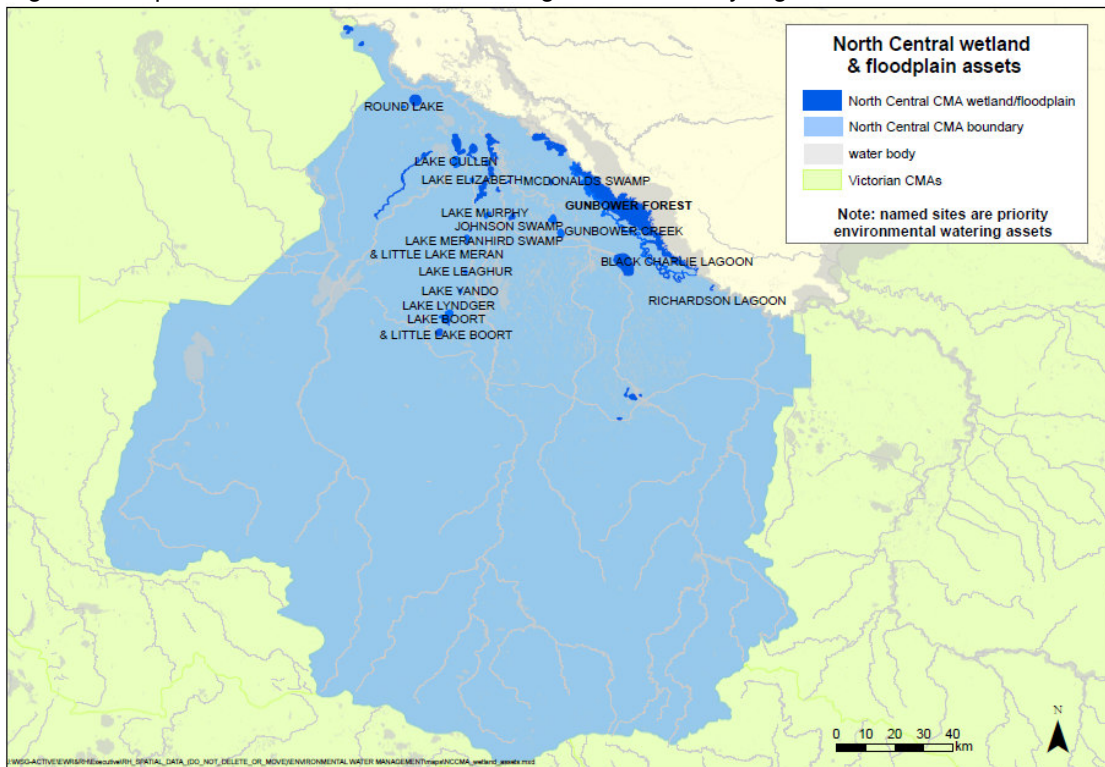 North Central wetland
& floodplain assets
North Central CMA wetland/floodplain
North Central CMA boundary
water body
Victorian CMAs
Note: named sites are priority
environmental watering assets
ROUND LAKE
LAKE CULLEN
LAKE ELIZABETH
MCDONALDS SWAMP
GUNBOWER FOREST
LAKE MURPHY
JOHNSON SWAMP
GUNBOWER CREEK
LAKE MERAN
HIRD SWAMP
& LITTLE LAKE MERAN
BLACK CHARLIE LAGOON
LAKE LEAGHUR
LAKE YANDO
RICHARDSON LAGOON
LAKE LYNDGER
LAKE BOORT
& LITTLE LAKE BOORT
N
0 10 20 30 40
km